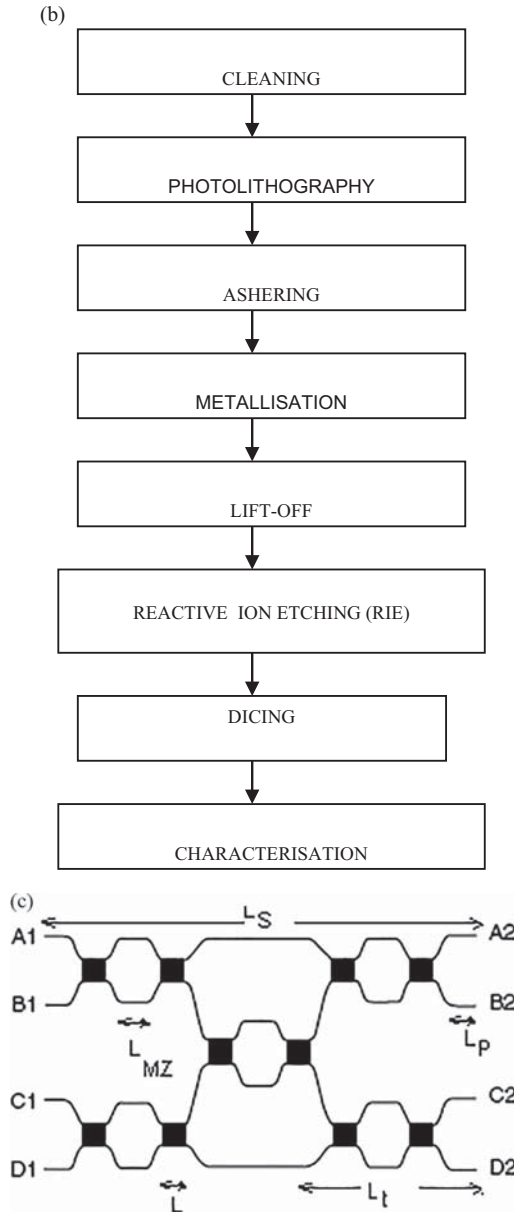 (b)
CLEANING
PHOTOLITHOGRAPHY
ASHERING
METALLISATION
LIFT-OFF
REACTIVE ION ETCHING (RIE)
DICING
CHARACTERISATION
(c)
LS
A1 A2
B1 B2
LMZ Lp
C1 C2
D1 D2
L Lt